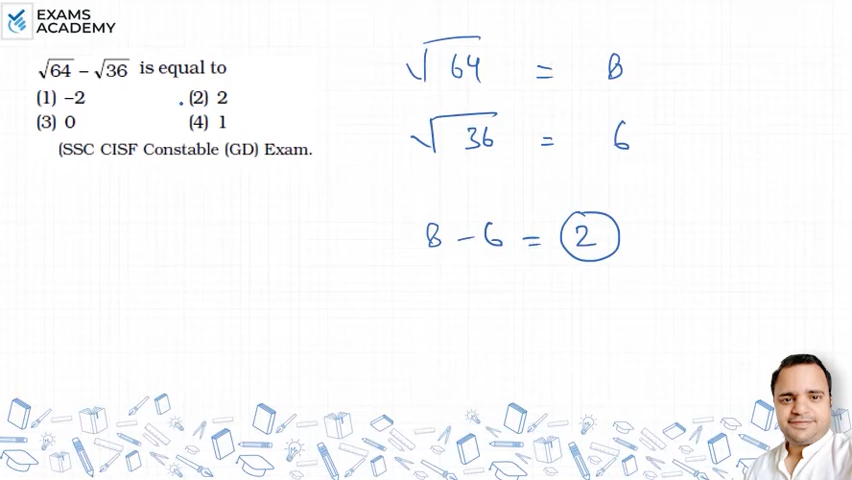 EXAMS
ACADEMY
√64 – √36 is equal to
(1) –2 (2) 2
(3) 0 (4) 1
(SSC CISF Constable (GD) Exam.
√64 = 8
√36 = 6
8 – 6 = 2